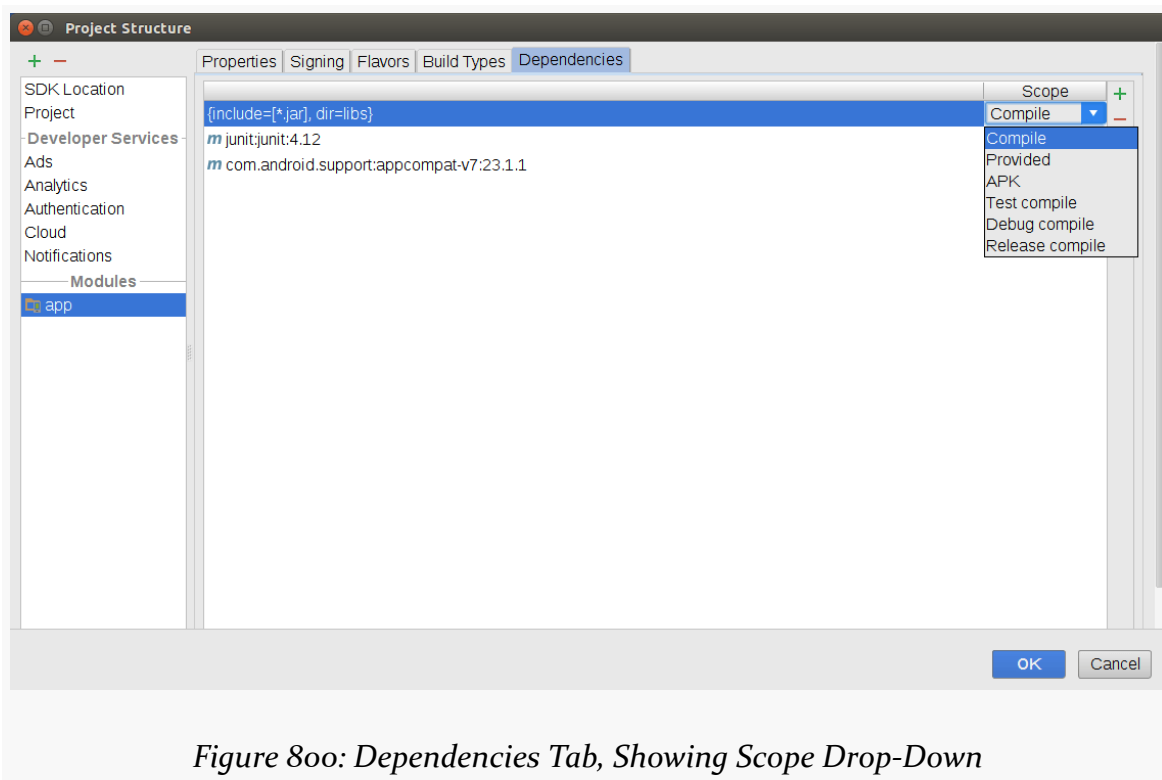 Project Structure
Properties Signing Flavors Build Types Dependencies
SDK Location
Project
Developer Services
Ads
Analytics
Authentication
Cloud
Notifications
Modules
app
Scope
{include=[*.jar], dir=libs}
Compile
m junit:junit:4.12
m com.android.support:appcompat-v7:23.1.1
Compile
Provided
APK
Test compile
Debug compile
Release compile
OK Cancel
Figure 800: Dependencies Tab, Showing Scope Drop-Down